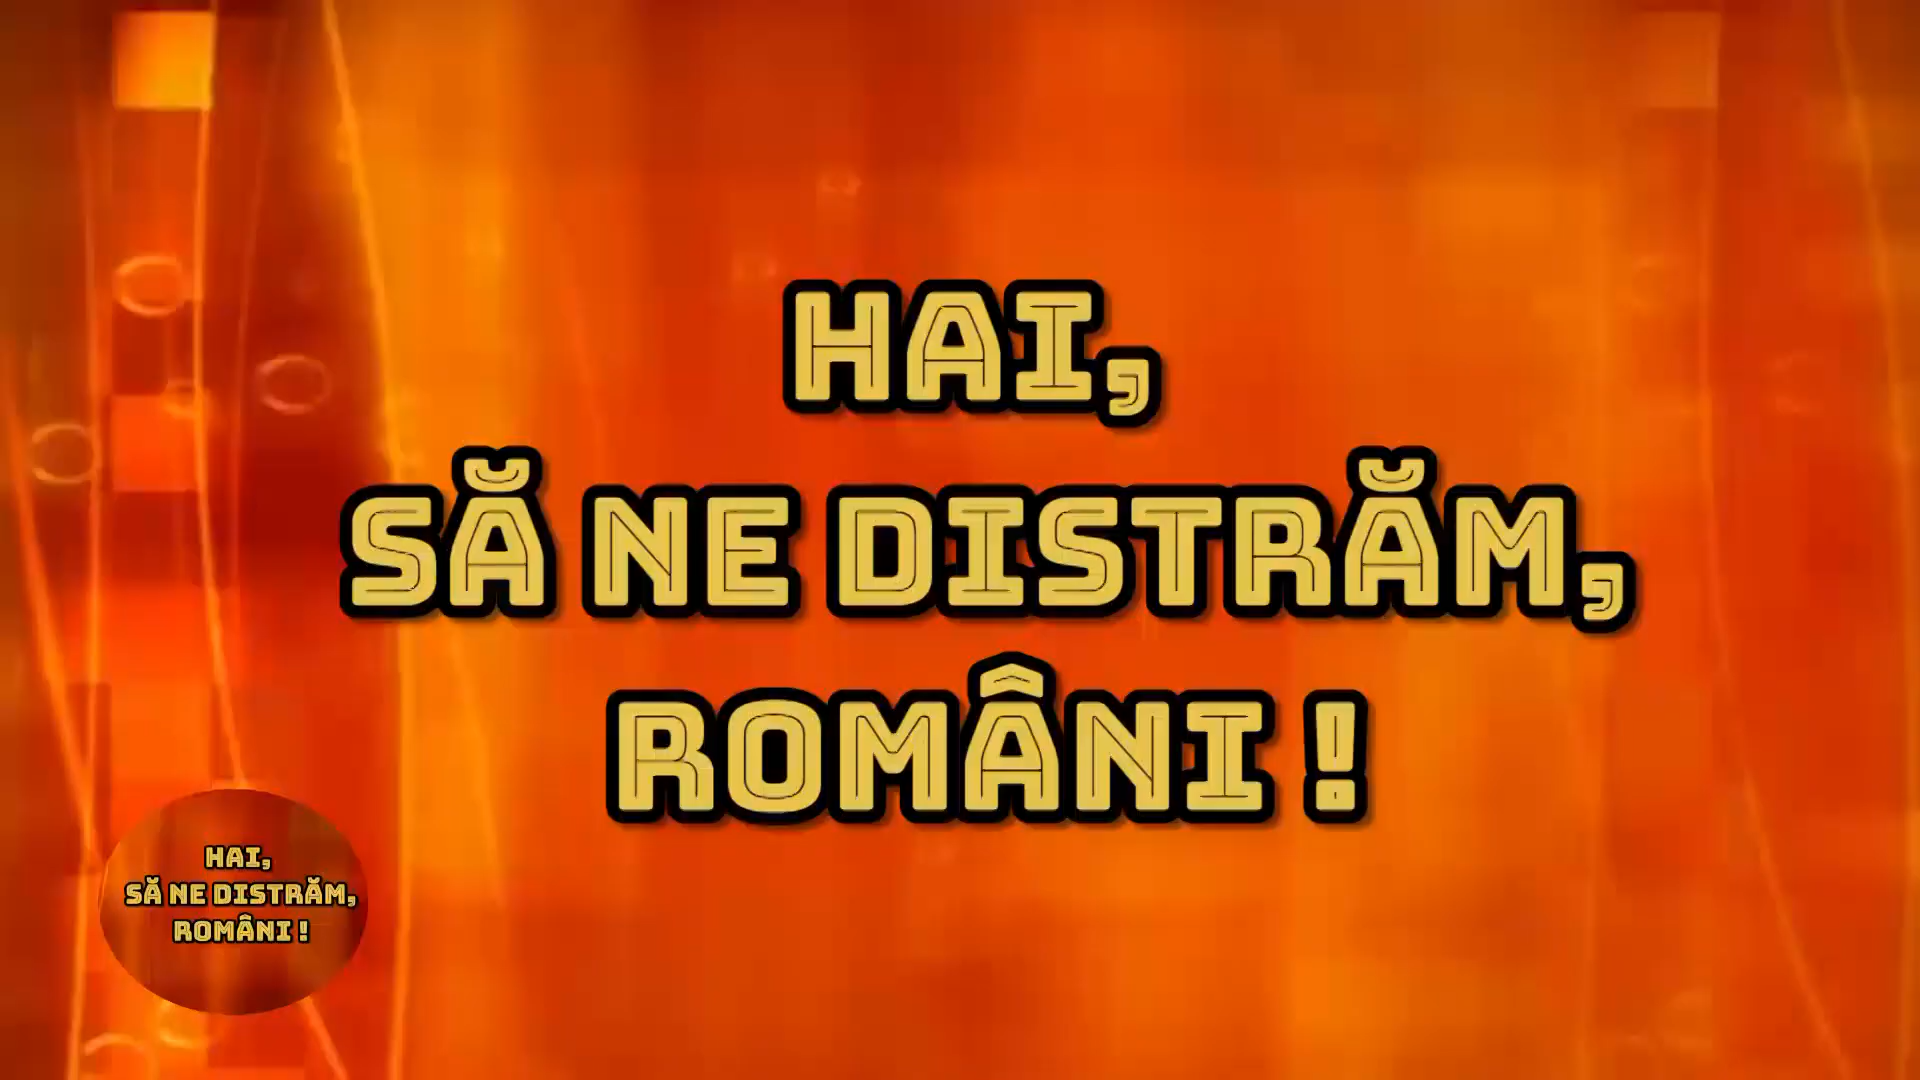 HAI,
SĂ NE DISTRĂM,
ROMÂNI !
HAI,
SĂ NE DISTRĂM,
ROMÂNI !